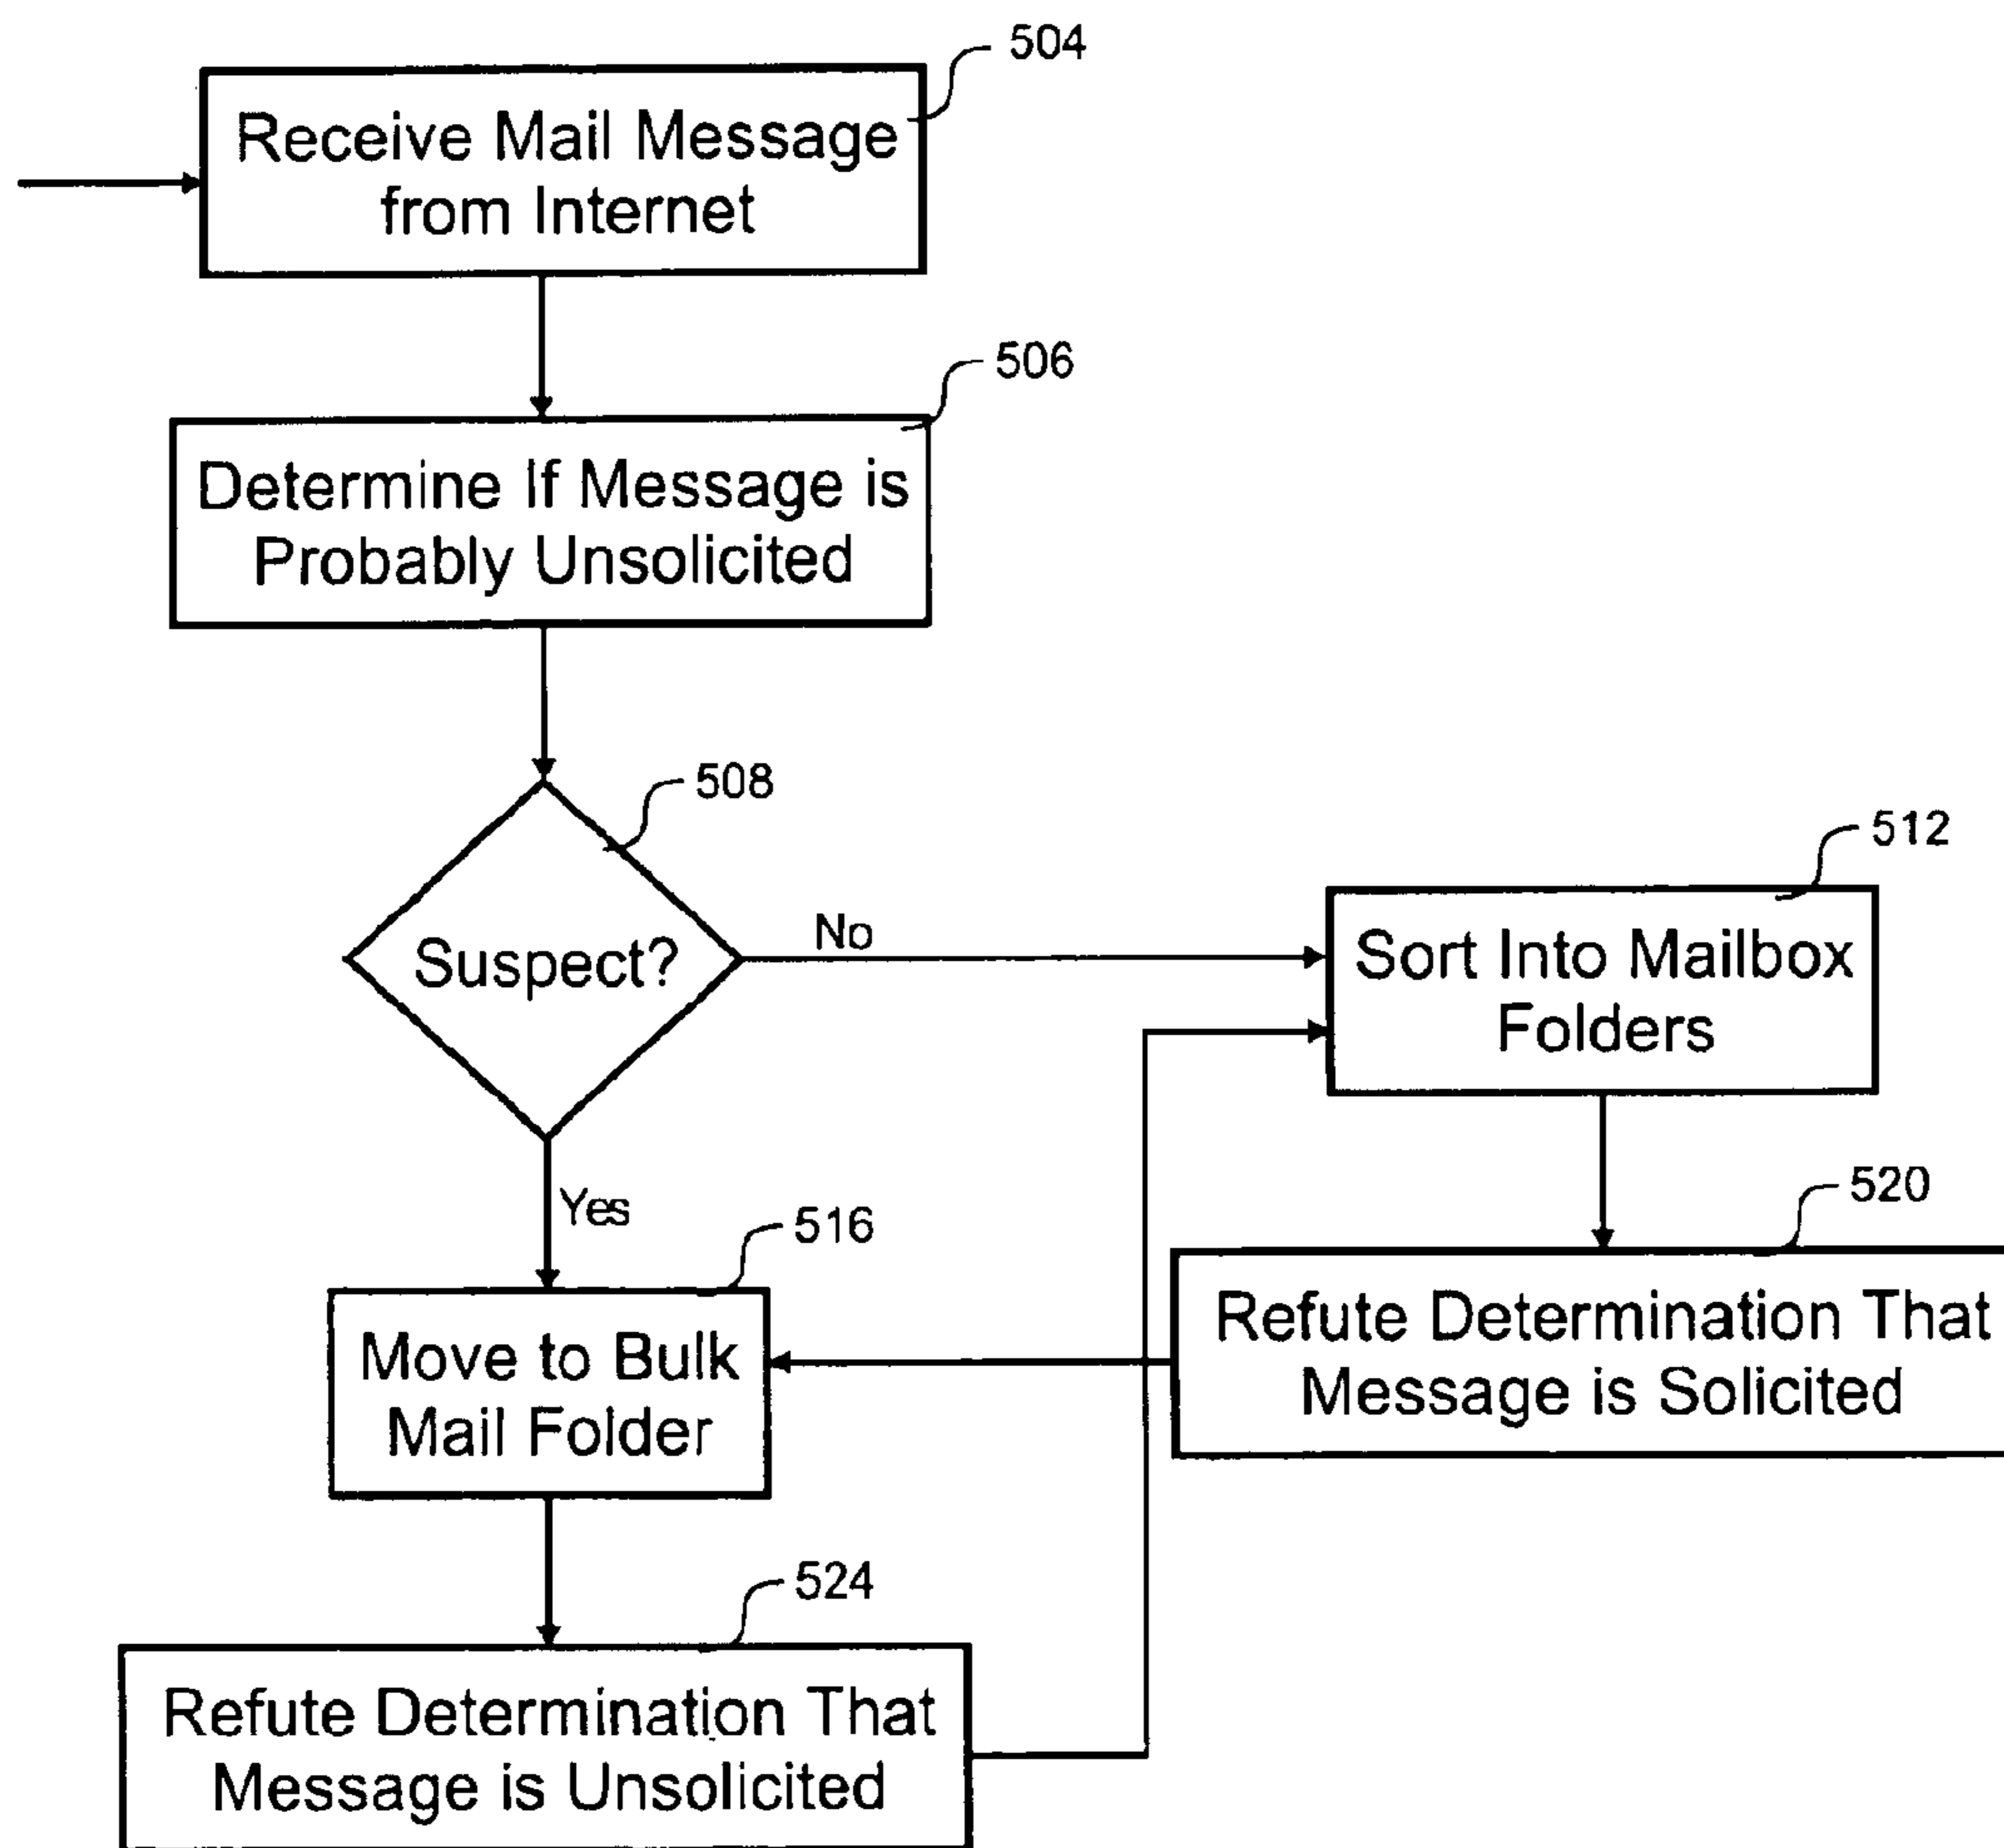 504
Receive Mail Message
from Internet
506
Determine If Message is
Probably Unsolicited
508
Suspect?
No
512
Sort Into Mailbox
Folders
Yes
516
Move to Bulk
Mail Folder
520
Refute Determination That
Message is Solicited
524
Refute Determination That
Message is Unsolicited